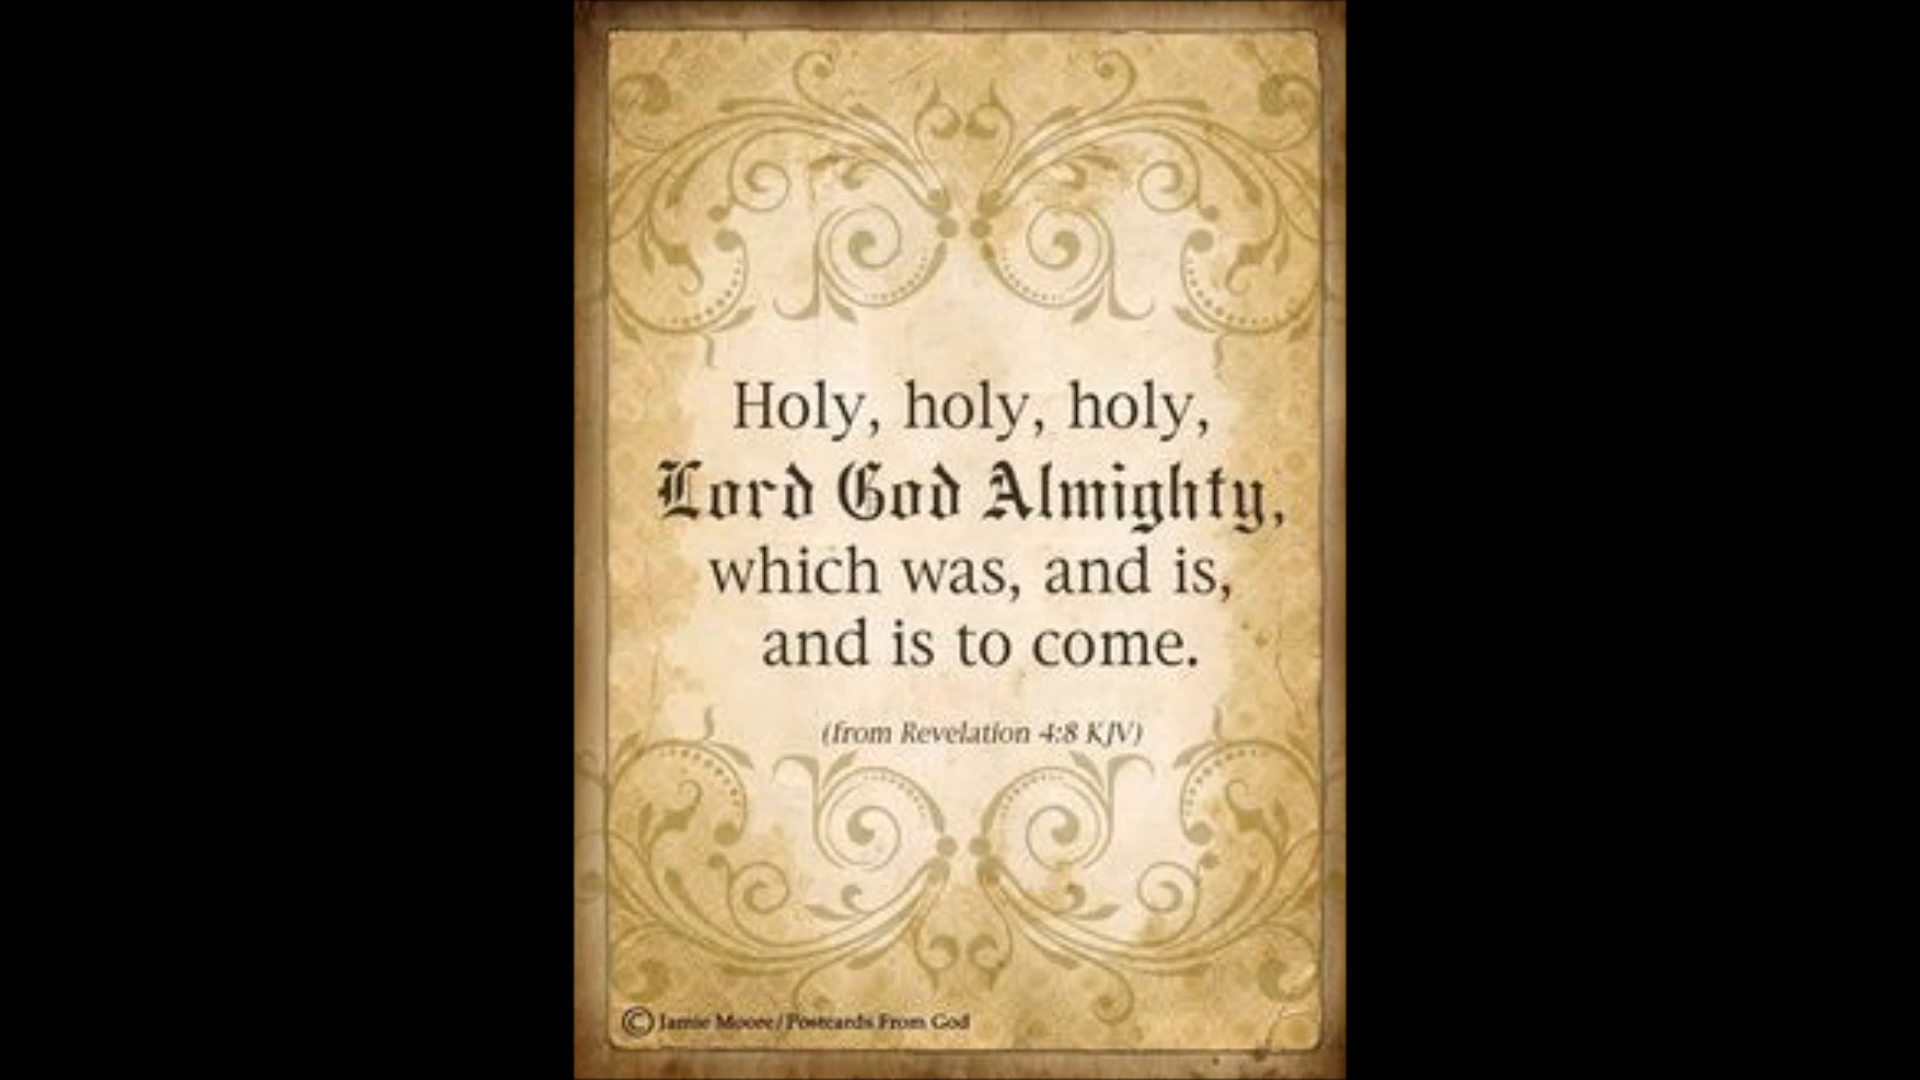 Holy, holy, holy,
Lord God Almighty,
which was, and is,
and is to come.
(from Revelation 4:8 KJV)
© Jamie Moore/Postcards From God